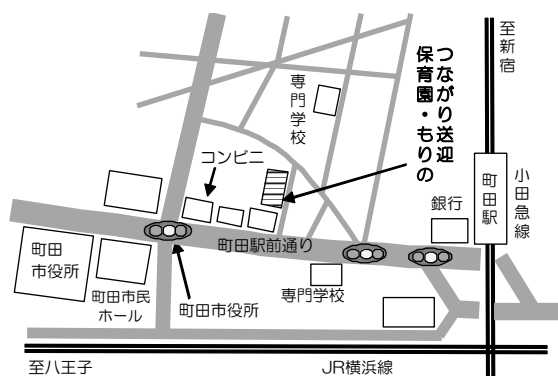 至新宿
つながり送迎
保育園・もりの
専門学校
コンビニ
小田急線
町田駅
銀行
町田駅前通り
町田
市役所
町田市民
ホール
町田市役所
専門学校
至八王子
JR横浜線